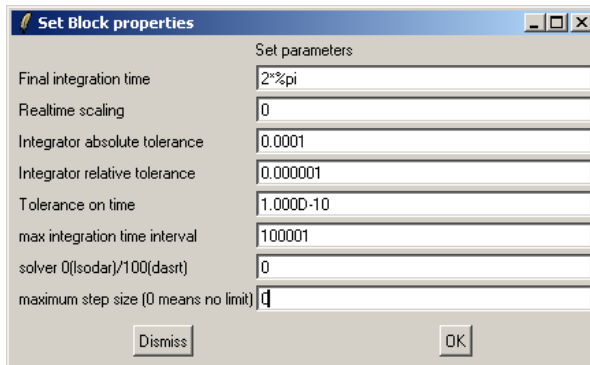 Set Block properties
Set parameters
Final integration time 2*%pi
Realtime scaling 0
Integrator absolute tolerance 0.0001
Integrator relative tolerance 0.000001
Tolerance on time 1.000D-10
max integration time interval 100001
solver 0(lsodar)/100(dasrt) 0
maximum step size (0 means no limit) 0
Dismiss OK